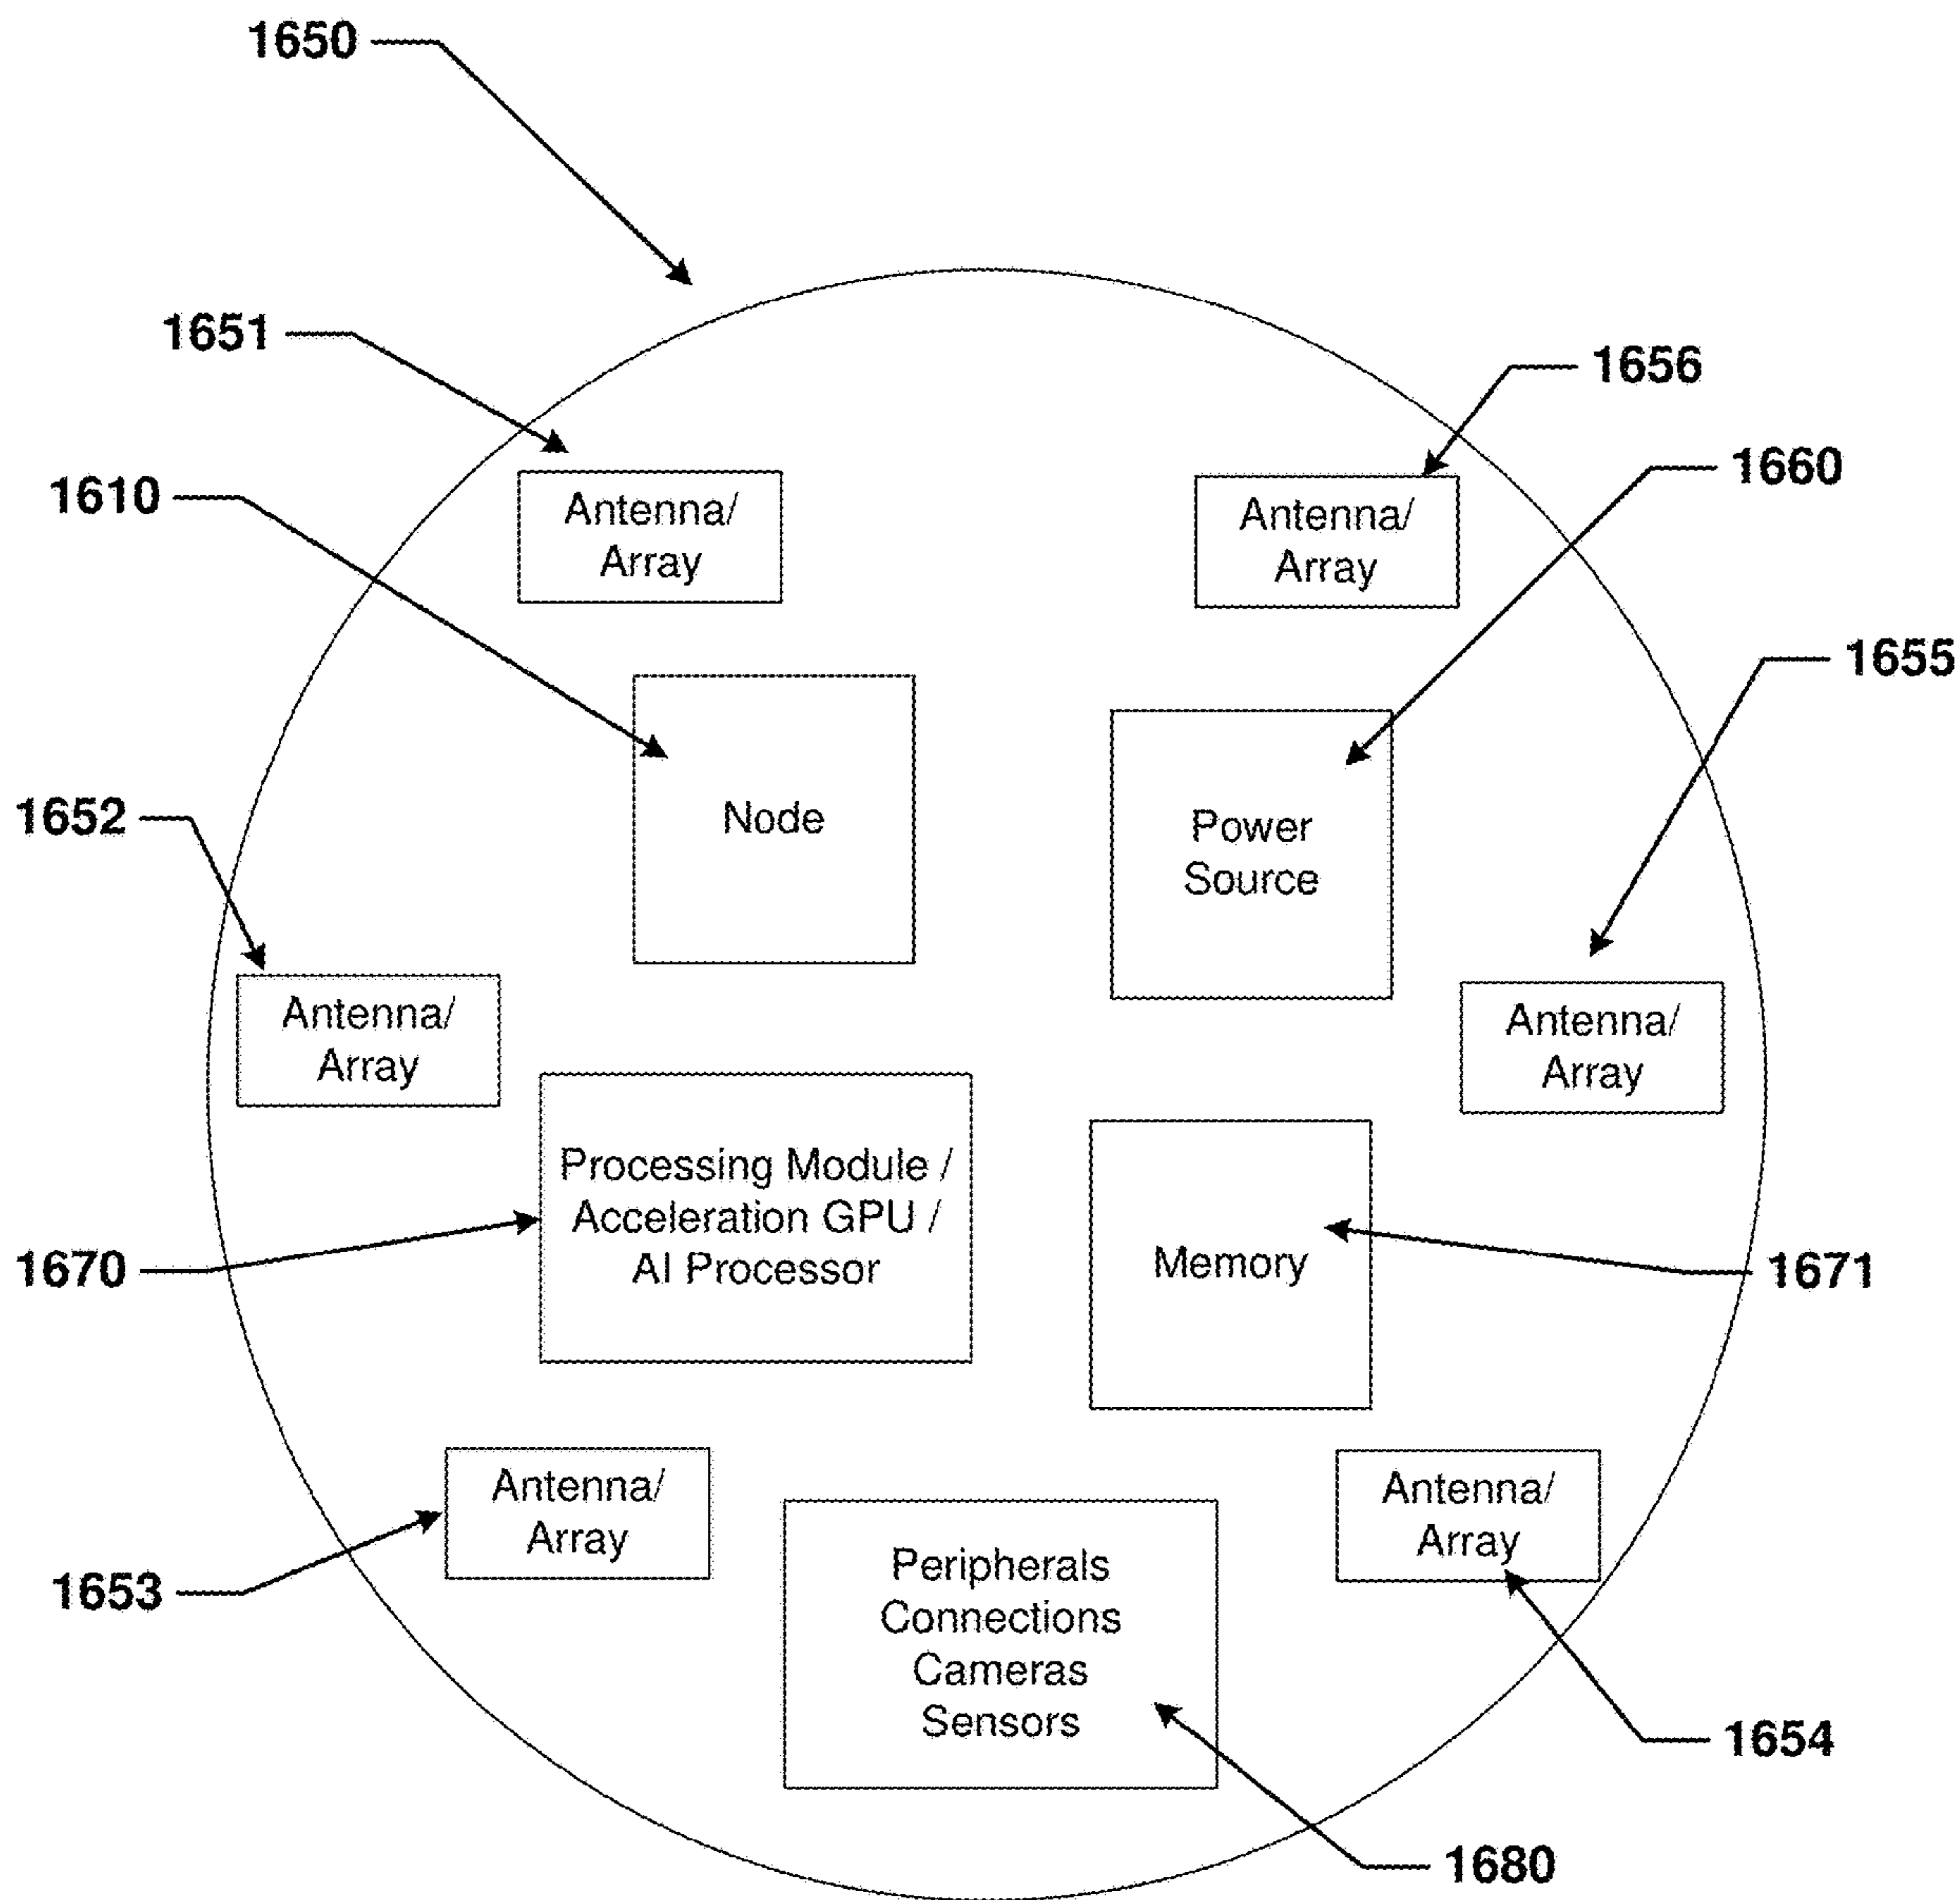 1650
1651
1656
1660
1610
Antenna/
Array
Antenna/
Array
1655
1652
Node
Power
Source
Antenna/
Array
Antenna/
Array
Processing Module /
Acceleration GPU /
AI Processor
1670
Memory
1671
Antenna/
Array
1653
Antenna/
Array
Peripherals
Connections
Cameras
Sensors
1654
1680